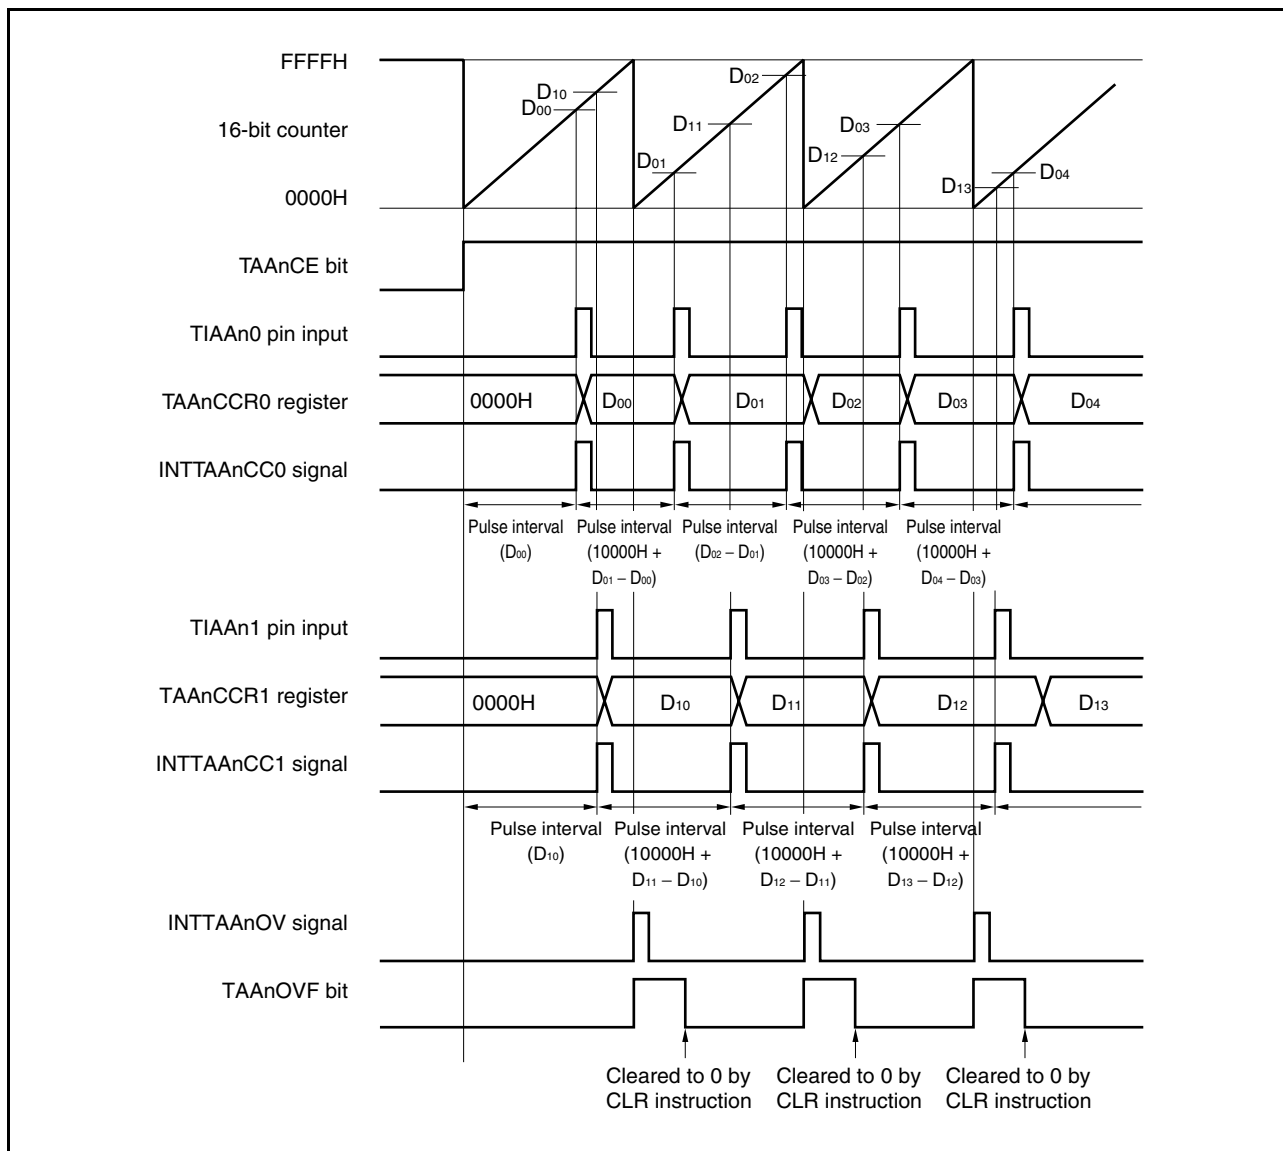 FFFFH
D10
D00
D02
16-bit counter
D11
D03
D12
D01
D13
D04
0000H
TAAnCE bit
TIAAn0 pin input
TAAnCCR0 register
0000H D00 D01 D02 D03 D04
INTTAAnCC0 signal
Pulse interval
(D00)
Pulse interval
(10000H +
D01 – D00)
Pulse interval
(D02 – D01)
Pulse interval
(10000H +
D03 – D02)
Pulse interval
(10000H +
D04 – D03)
TIAAn1 pin input
TAAnCCR1 register
0000H D10 D11 D12 D13
INTTAAnCC1 signal
Pulse interval
(D10)
Pulse interval
(10000H +
D11 – D10)
Pulse interval
(10000H +
D12 – D11)
Pulse interval
(10000H +
D13 – D12)
INTTAAnOV signal
TAAnOVF bit
Cleared to 0 by
CLR instruction
Cleared to 0 by
CLR instruction
Cleared to 0 by
CLR instruction